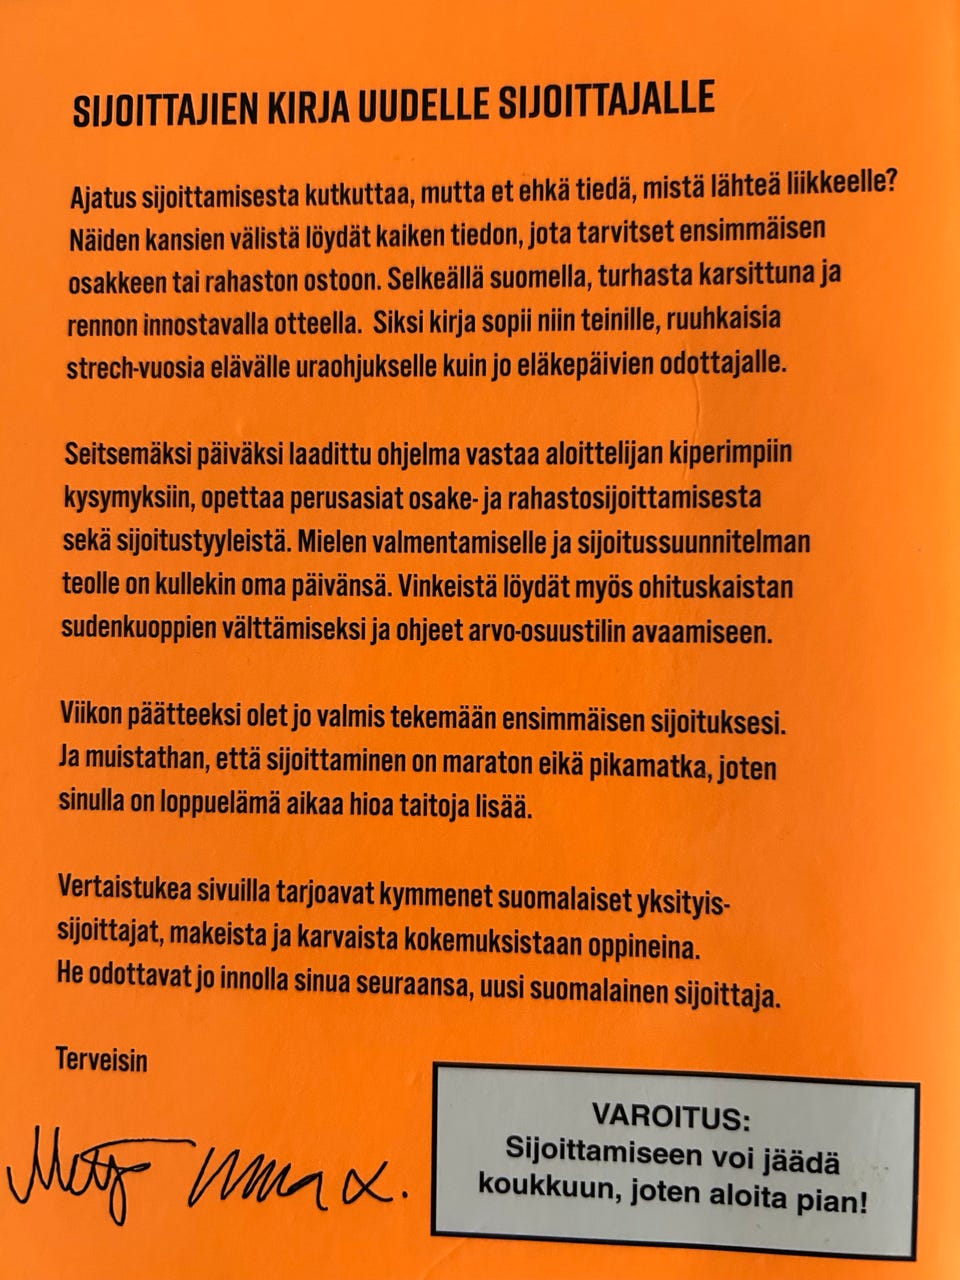 SIJOITTAJIEN KIRJA UUDELLE SIJOITTAJALLE
Ajatus sijoittamisesta kutkuttaa, mutta et ehkä tiedä, mistä lähteä liikkeelle?
Näiden kansien välistä löydät kaiken tiedon, jota tarvitset ensimmäisen
osakkeen tai rahaston ostoon. Selkeällä suomella, turhasta karsittuna ja
rennon innostavalla otteella. Siksi kirja sopii niin teinille, ruuhkaisia
strech-vuosia elävälle uraohjukselle kuin jo eläkepäivien odottajalle.
Seitsemäksi päiväksi laadittu ohjelma vastaa aloittelijan kiperimpiin
kysymyksiin, opettaa perusasiat osake- ja rahastosijoittamisesta
sekä sijoitustyyleistä. Mielen valmentamiselle ja sijoitussuunnitelman
teolle on kullekin oma päivänsä. Vinkeistä löydät myös ohituskaistan
sudenkuoppien välttämiseksi ja ohjeet arvo-osuustilin avaamiseen.
Viikon päätteeksi olet jo valmis tekemään ensimmäisen sijoituksesi.
Ja muistathan, että sijoittaminen on maraton eikä pikamatka, joten
sinulla on loppuelämä aikaa hioa taitoja lisää.
Vertaistukea sivuilla tarjoavat kymmenet suomalaiset yksityis-
sijoittajat, makeista ja karvaista kokemuksistaan oppineina.
He odottavat jo innolla sinua seuraansa, uusi suomalainen sijoittaja.
Terveisin
VAROITUS:
Sijoittamiseen voi jäädä
koukkuun, joten aloita pian!